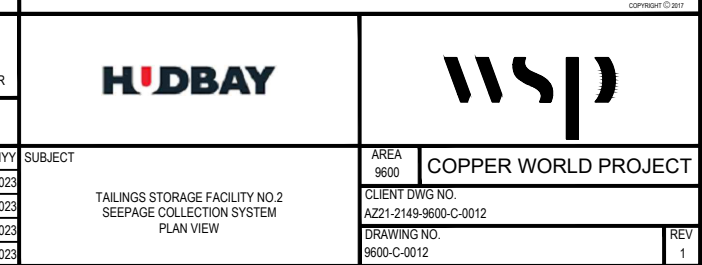 COPYRIGHT © 2017
R
HUDBAY
wsp
YY
SUBJECT
023
023
023
023
TAILINGS STORAGE FACILITY NO.2
SEEPAGE COLLECTION SYSTEM
PLAN VIEW
AREA
9600
COPPER WORLD PROJECT
CLIENT DWG NO.
AZ21-2149-9600-C-0012
DRAWING NO.
9600-C-0012
REV
1